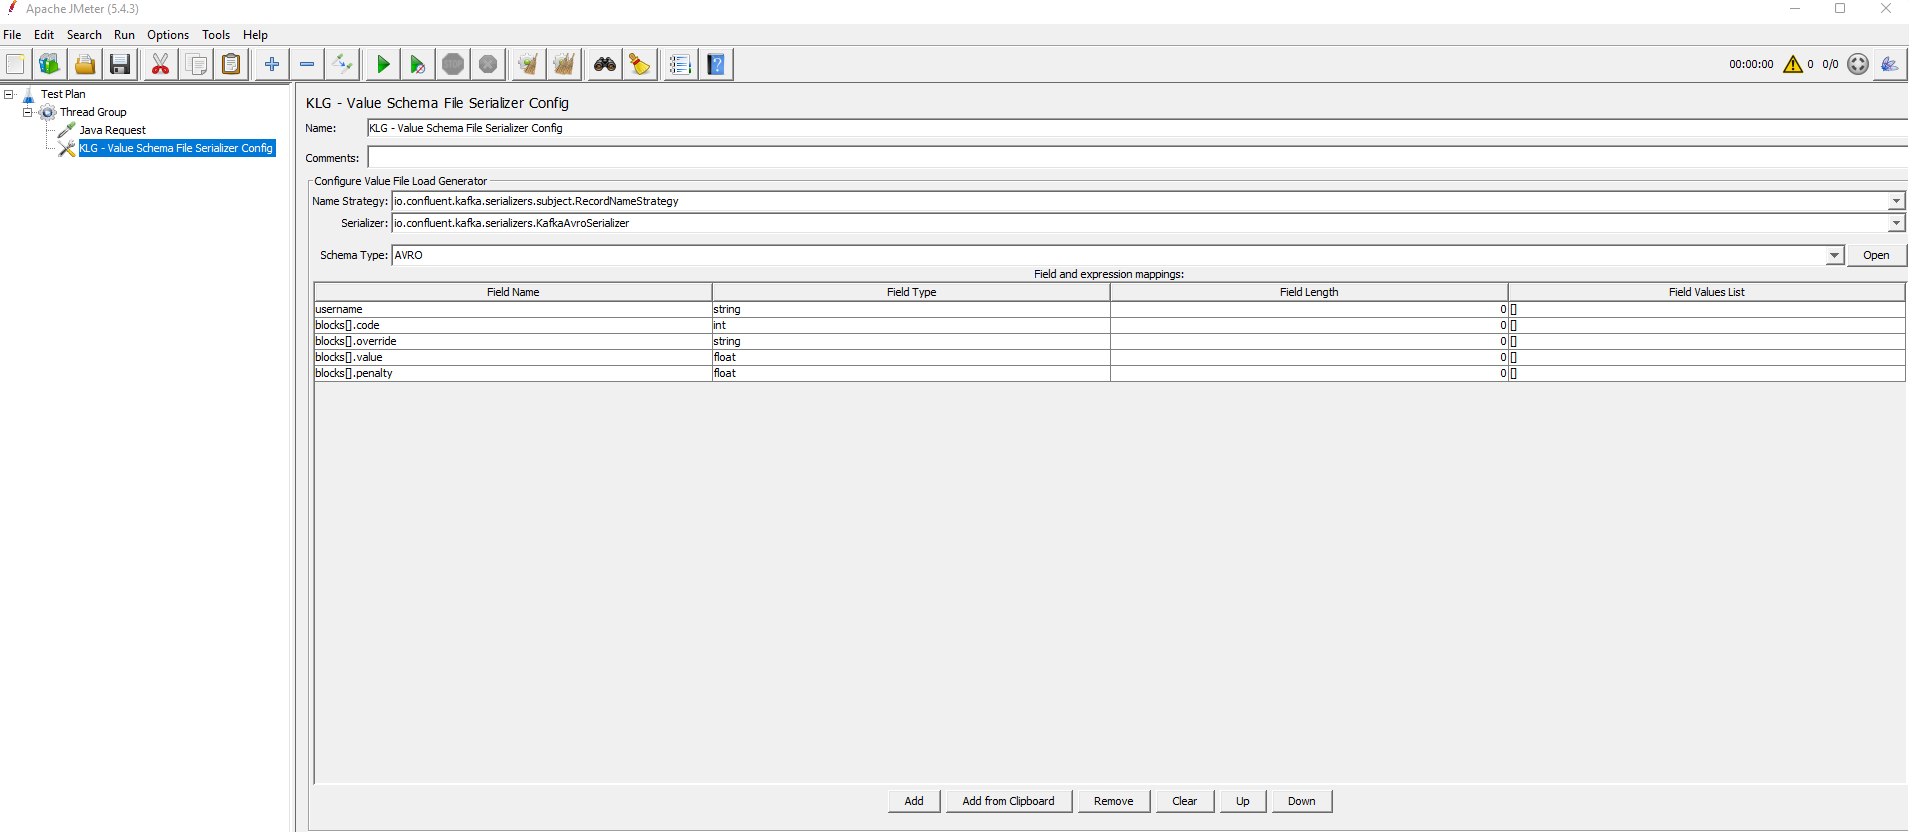 Apache JMeter (5.4.3)
File Edit Search Run Options Tools Help
STOP
00:00:00 0 0/0
Test Plan
Thread Group
Java Request
KLG - Value Schema File Serializer Config
KLG - Value Schema File Serializer Config
Name: KLG - Value Schema File Serializer Config
Comments:
Configure Value File Load Generator
Name Strategy: io.confluent.kafka.serializers.subject.RecordNameStrategy
Serializer: io.confluent.kafka.serializers.KafkaAvroSerializer
Schema Type: AVRO Open
Field and expression mappings:
Field Name Field Type Field Length Field Values List
username string 0 []
blocks[].code int 0 []
blocks[].override string 0 []
blocks[].value float 0 []
blocks[].penalty float 0 []
Add Add from Clipboard Remove Clear Up Down